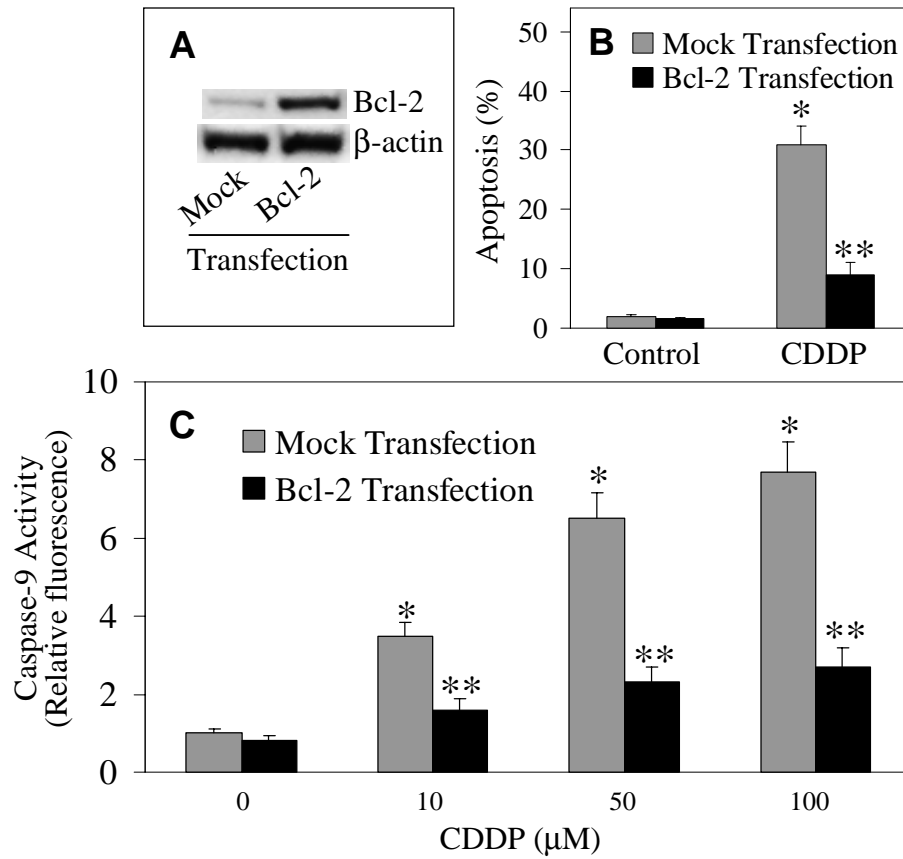 A
Bcl-2
β-actin
Mock
Bcl-2
Transfection
B
Mock Transfection
Bcl-2 Transfection
Apoptosis (%)
50
40
30
20
10
0
*
**
Control
CDDP
C
Mock Transfection
Bcl-2 Transfection
Caspase-9 Activity
(Relative fluorescence)
10
8
6
4
2
0
*
**
*
**
*
**
0
10
50
100
CDDP (μM)